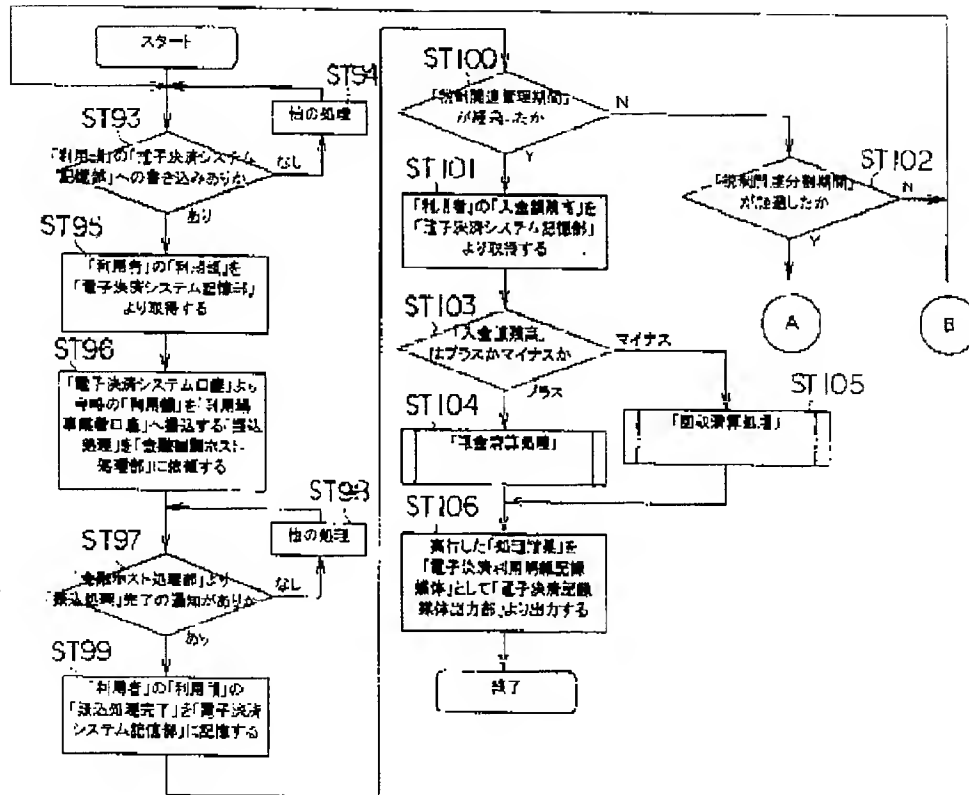 スタート
ST94
他の処理
ST93
「利用額」の「電子決済システム
記憶部」への書き込みありか
なし
あり
ST95
「利用者」の「利用額」を
「電子決済システム記憶部」
より取得する
ST96
「電子決済システム口座」より
「利用額」を「利用場
事業者口座」へ振込する「振込
処理」を「金融機関ホスト
処理部」に依頼する
ST98
他の処理
ST97
「金融ホスト処理部」より
「振込処理」完了の通知がありか
なし
あり
ST99
「利用者」の「利用額」の
「振込処理完了」を「電子決済
システム記憶部」に記憶する
ST100
「税制関連管理期間」
が経過したか
N
Y
ST101
「利用者」の「入金額残高」を
「電子決済システム記憶部」
より取得する
ST102
「税制関連分割期間」
が経過したか
N
Y
A
B
ST103
「入金額残高」
はプラスかマイナスか
マイナス
プラス
ST104
「返金清算処理」
ST105
「回収清算処理」
ST106
実行した「処理結果」を
「電子決済利用明細記録
媒体」として「電子決済記録
媒体出力部」より出力する
終了